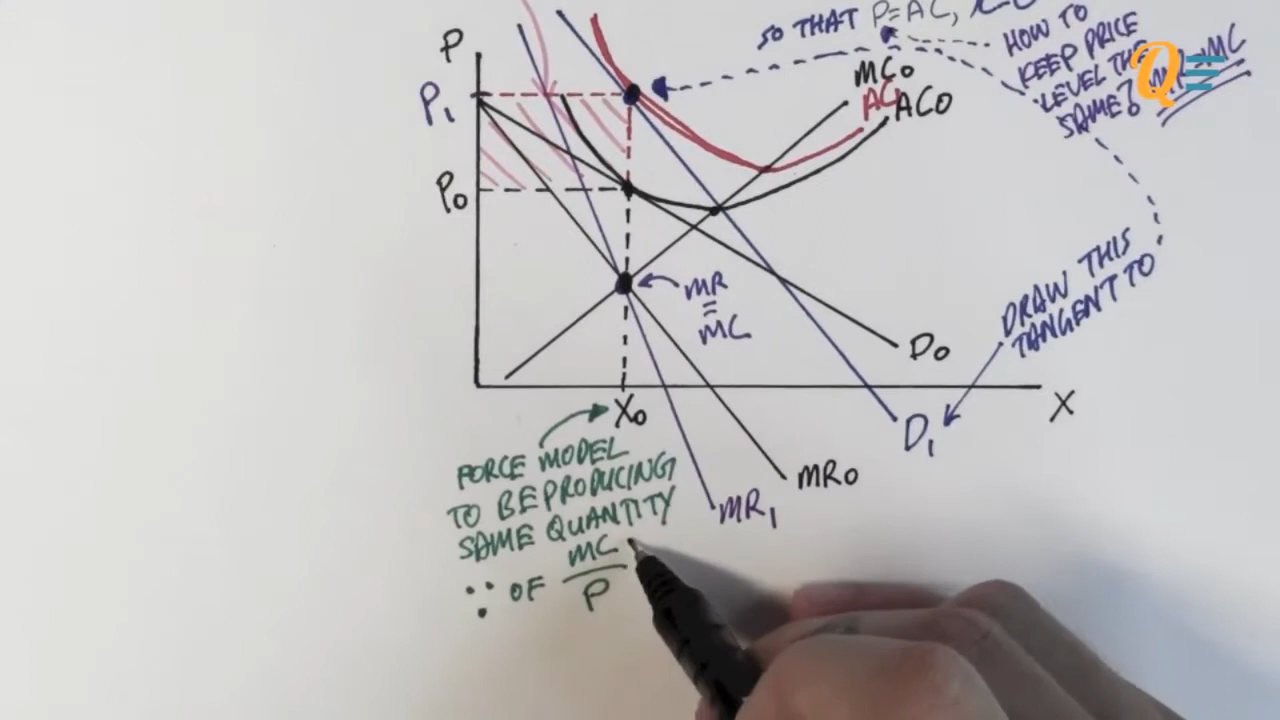 SO THAT P=AC,
HOW TO
KEEP PRICE
LEVEL THE
SAME? MR=MC
P
P1
P0
MC0
AC1
AC0
MR
=
MC
D0
D1
DRAW THIS
TANGENT TO
X0
X
MR0
MR1
FORCE MODEL
TO BE PRODUCING
SAME QUANTITY
∵ OF MC
P
Q